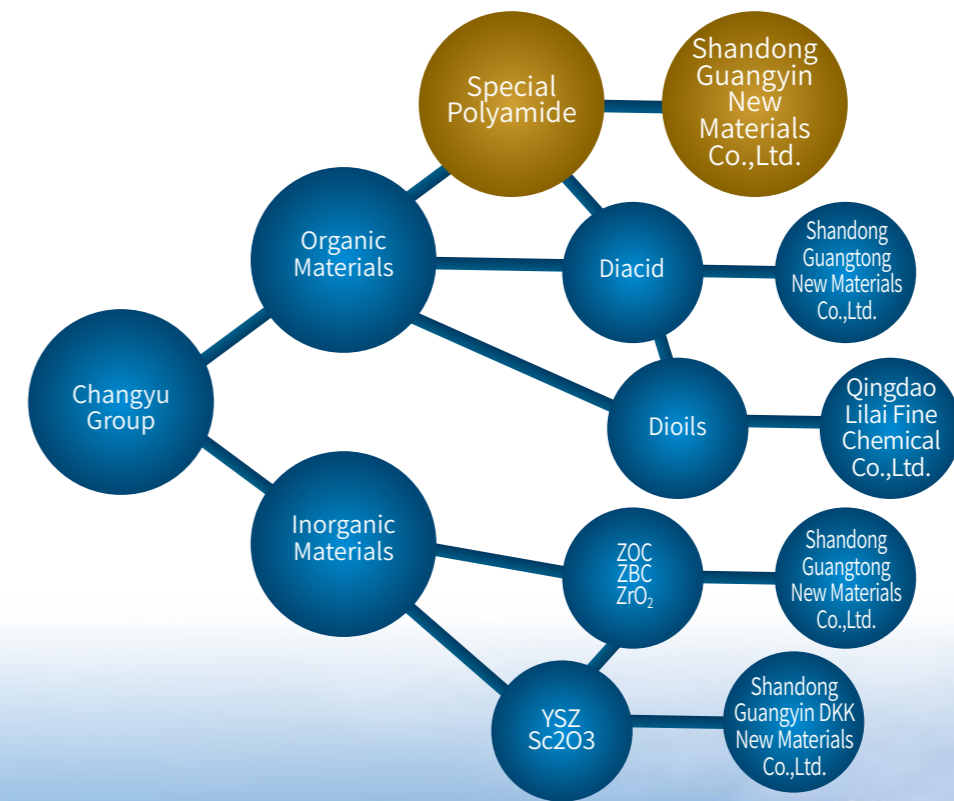 Special
Polyamide
Shandong
Guangyin
New
Materials
Co.,Ltd.
Organic
Materials
Diacid
Shandong
Guangtong
New Materials
Co.,Ltd.
Changyu
Group
Dioils
Qingdao
Lilai Fine
Chemical
Co.,Ltd.
Inorganic
Materials
ZOC
ZBC
ZrO₂
Shandong
Guangtong
New Materials
Co.,Ltd.
YSZ
Sc2O3
Shandong
Guangyin DKK
New Materials
Co.,Ltd.